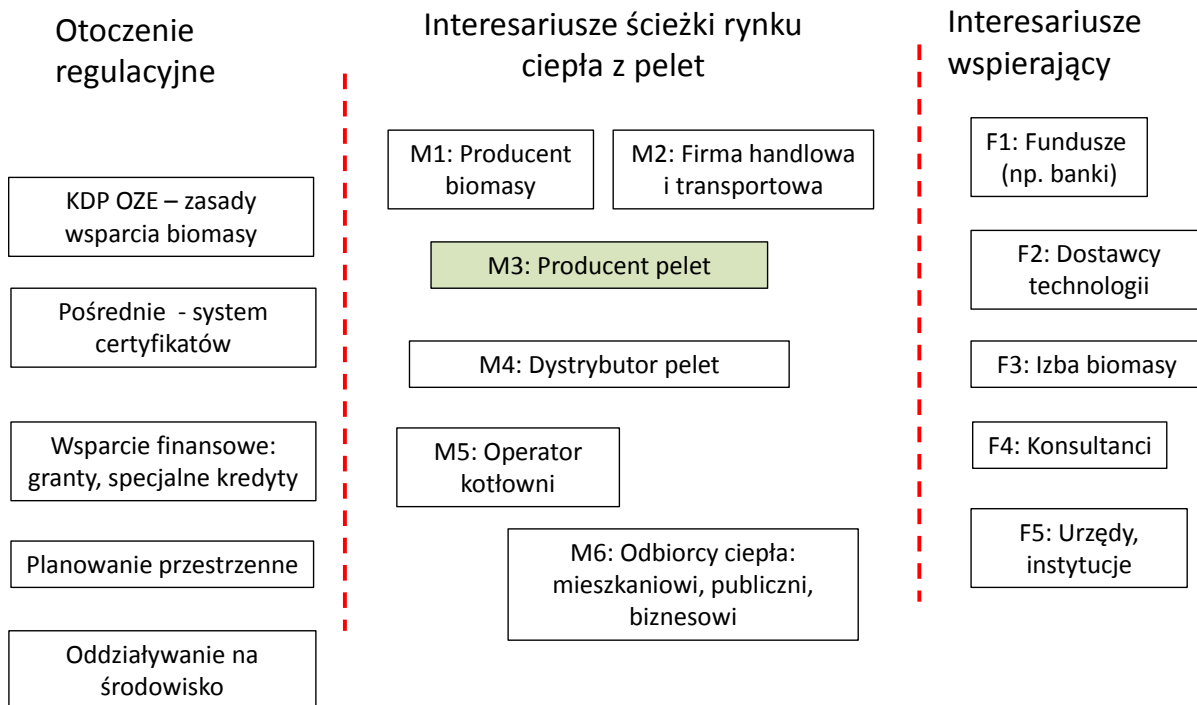 Otoczenie
regulacyjne
KDP OZE – zasady
wsparcia biomasy
Pośrednie - system
certyfikatów
Wsparcie finansowe:
granty, specjalne kredyty
Planowanie przestrzenne
Oddziaływanie na
środowisko
Interesariusze ścieżki rynku
ciepła z pelet
M1: Producent
biomasy
M2: Firma handlowa
i transportowa
M3: Producent pelet
M4: Dystrybutor pelet
M5: Operator
kotłowni
M6: Odbiorcy ciepła:
mieszkaniowi, publiczni,
biznesowi
Interesariusze
wspierający
F1: Fundusze
(np. banki)
F2: Dostawcy
technologii
F3: Izba biomasy
F4: Konsultanci
F5: Urzędy,
instytucje